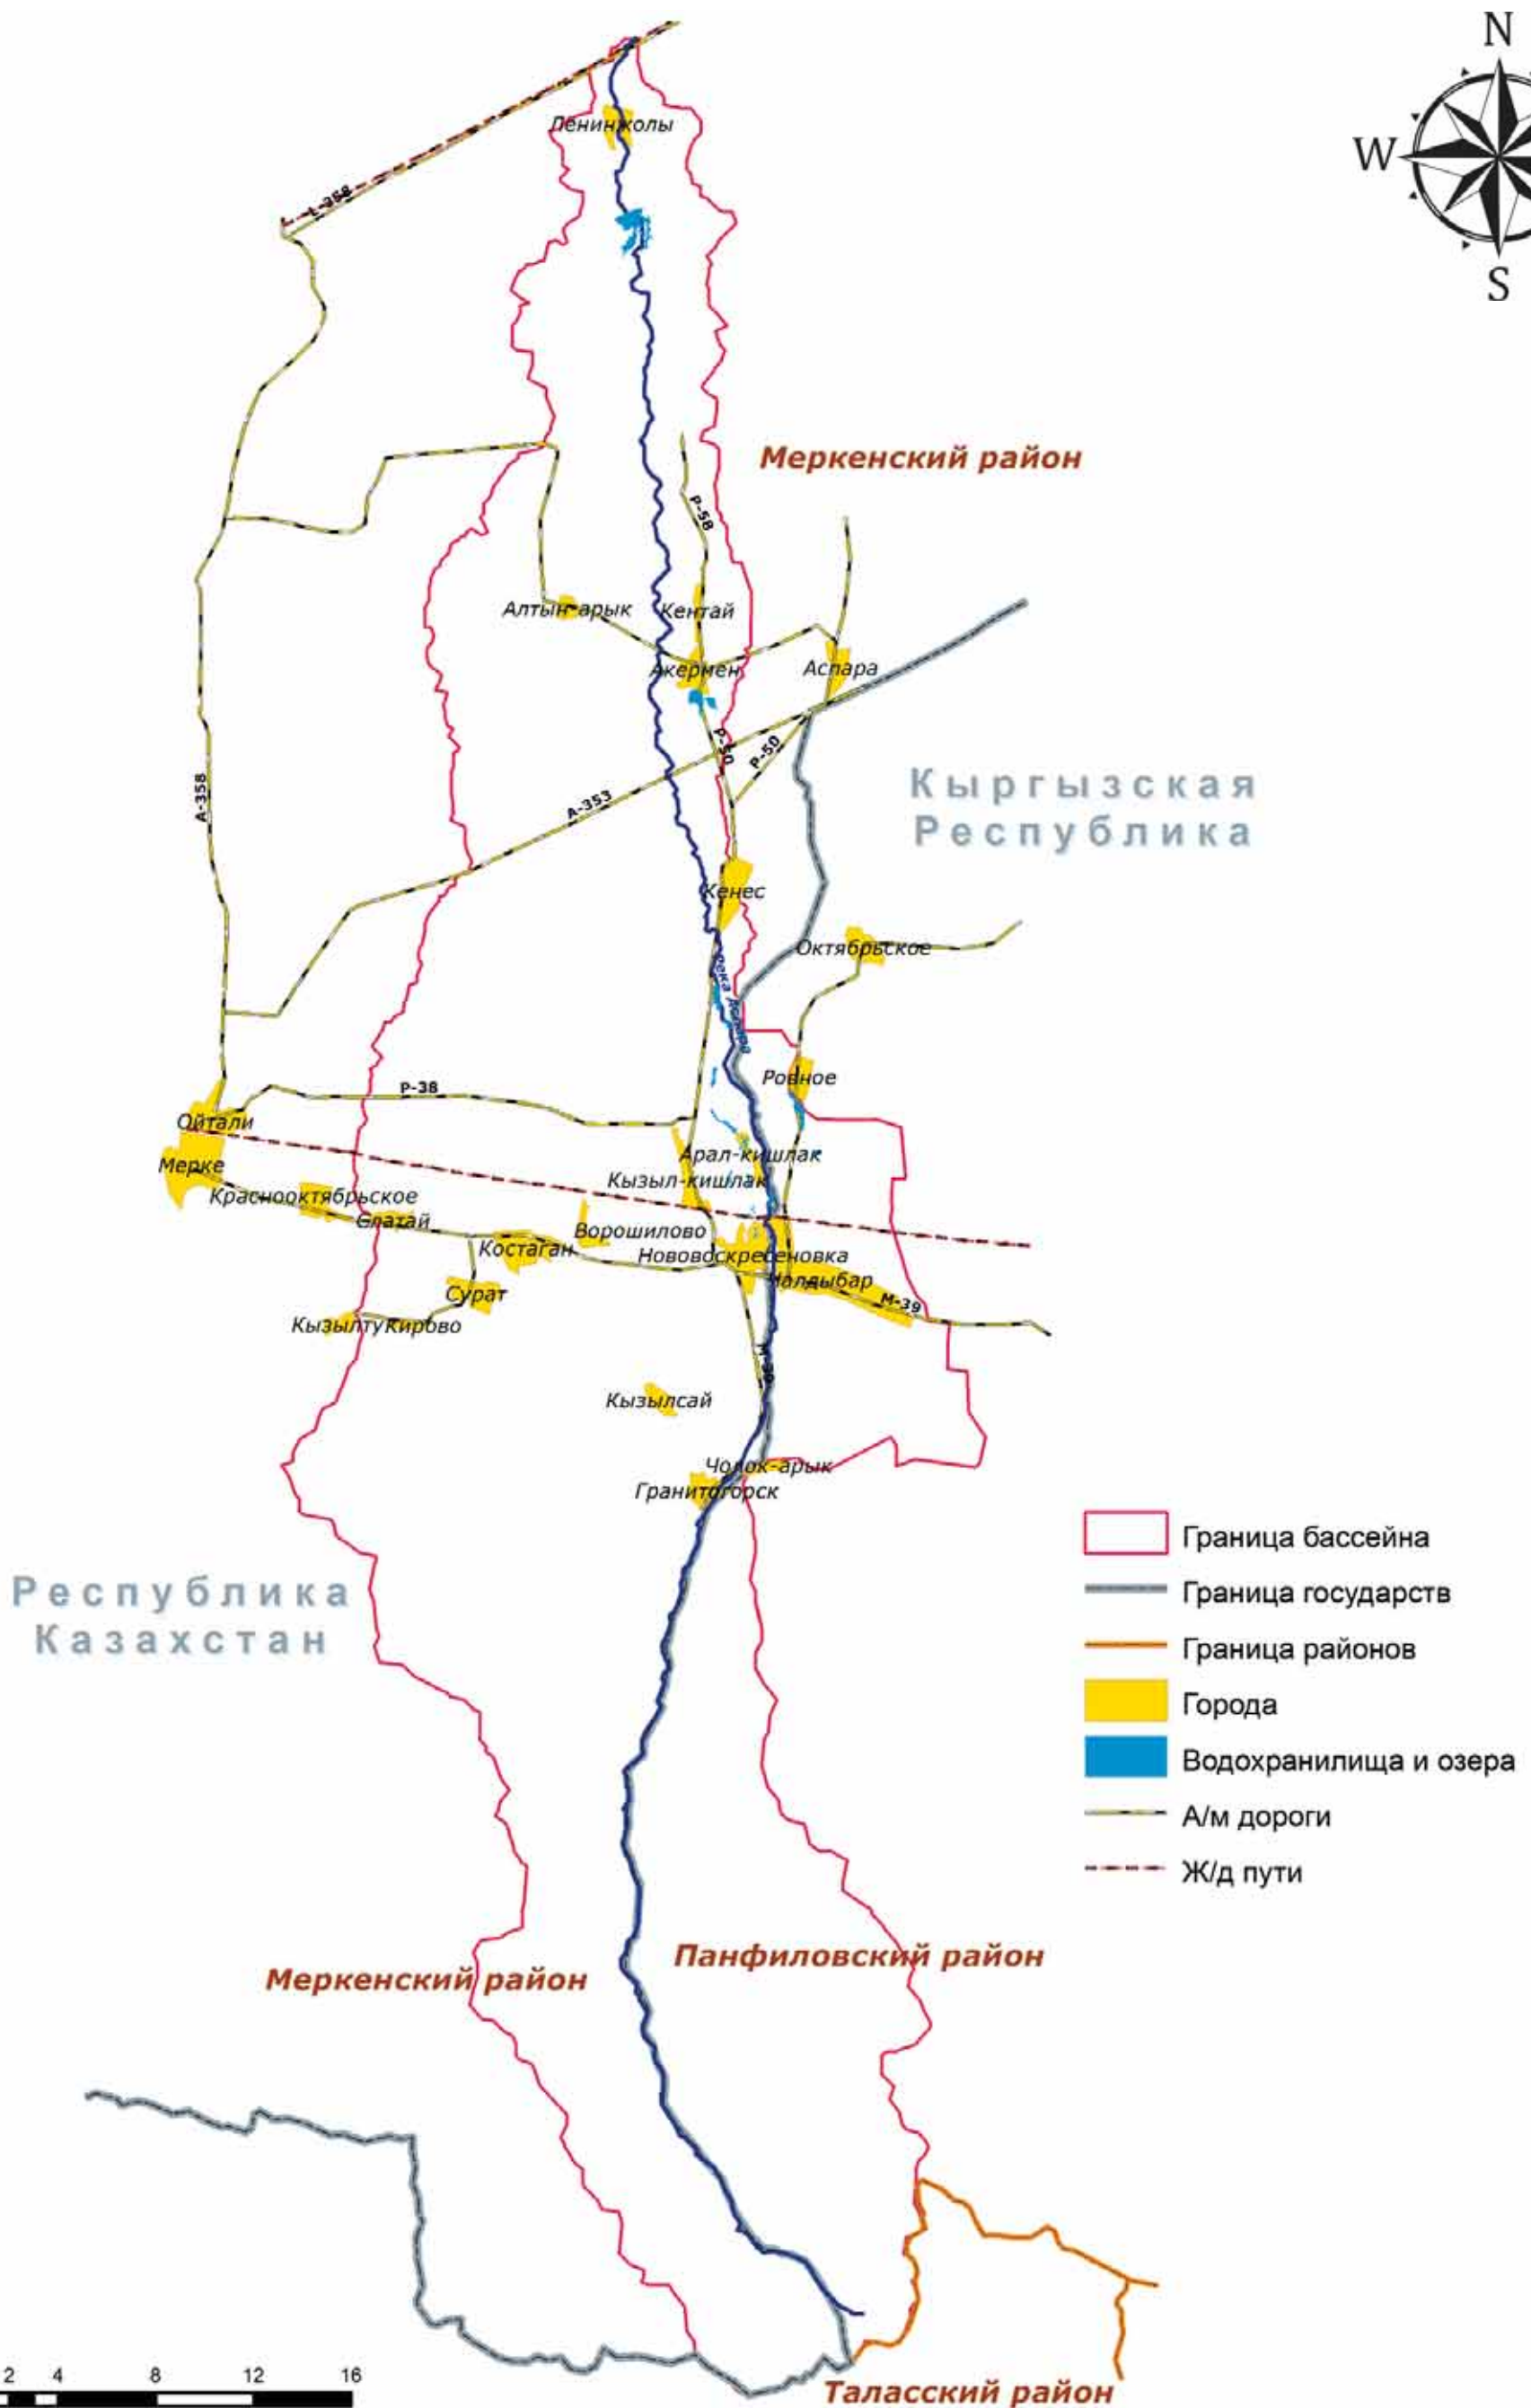 N
W
S
Ленинжолы
A-358
Меркенский район
P-58
Алтын-арык
Кентай
Акермен
Аспара
P-50
P-50
A-353
A-358
Кыргызская
Республика
Кенес
Октябрьское
река Аспара
Ровное
P-38
Ойтали
Мерке
Арал-кишлак
Кызыл-кишлак
Краснооктябрьское
Слатай
Ворошилово
Костаган
Нововоскресеновка
Чалдыбар
Сурат
M-39
Кызылту
Кирово
Кызылсай
Чолок-арык
Гранитогорск
Республика
Казахстан
Граница бассейна
Граница государств
Граница районов
Города
Водохранилища и озера
А/м дороги
Ж/д пути
Панфиловский район
Меркенский район
2 4 8 12 16
Таласский район